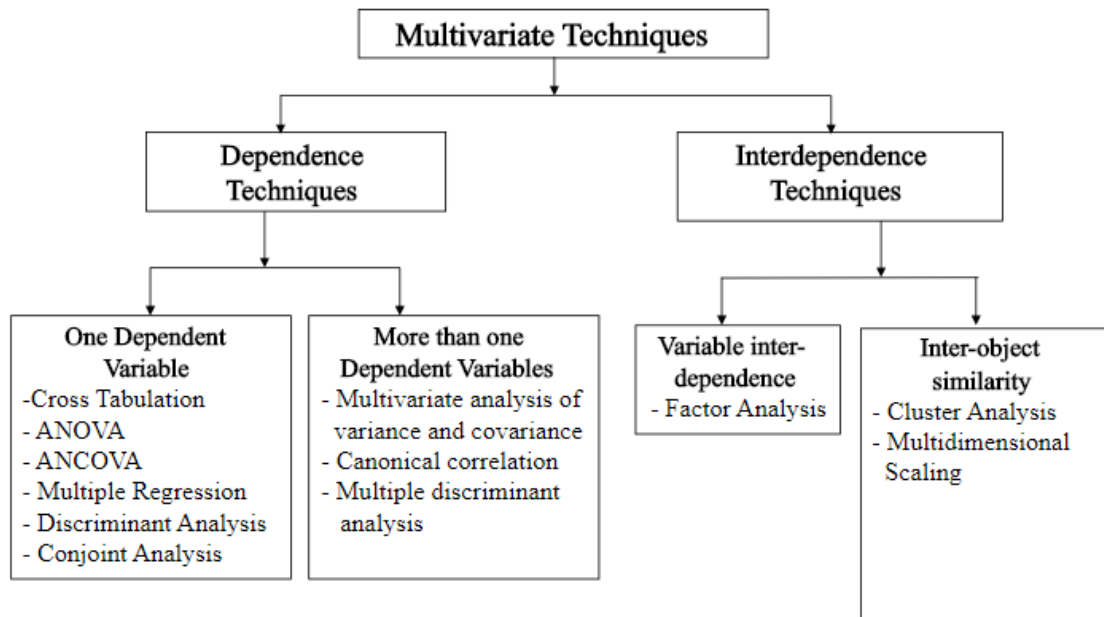 Multivariate Techniques
Dependence
Techniques
Interdependence
Techniques
One Dependent
Variable
-Cross Tabulation
- ANOVA
- ANCOVA
- Multiple Regression
- Discriminant Analysis
- Conjoint Analysis
More than one
Dependent Variables
- Multivariate analysis of
variance and covariance
- Canonical correlation
- Multiple discriminant
analysis
Variable inter-
dependence
- Factor Analysis
Inter-object
similarity
- Cluster Analysis
- Multidimensional
Scaling